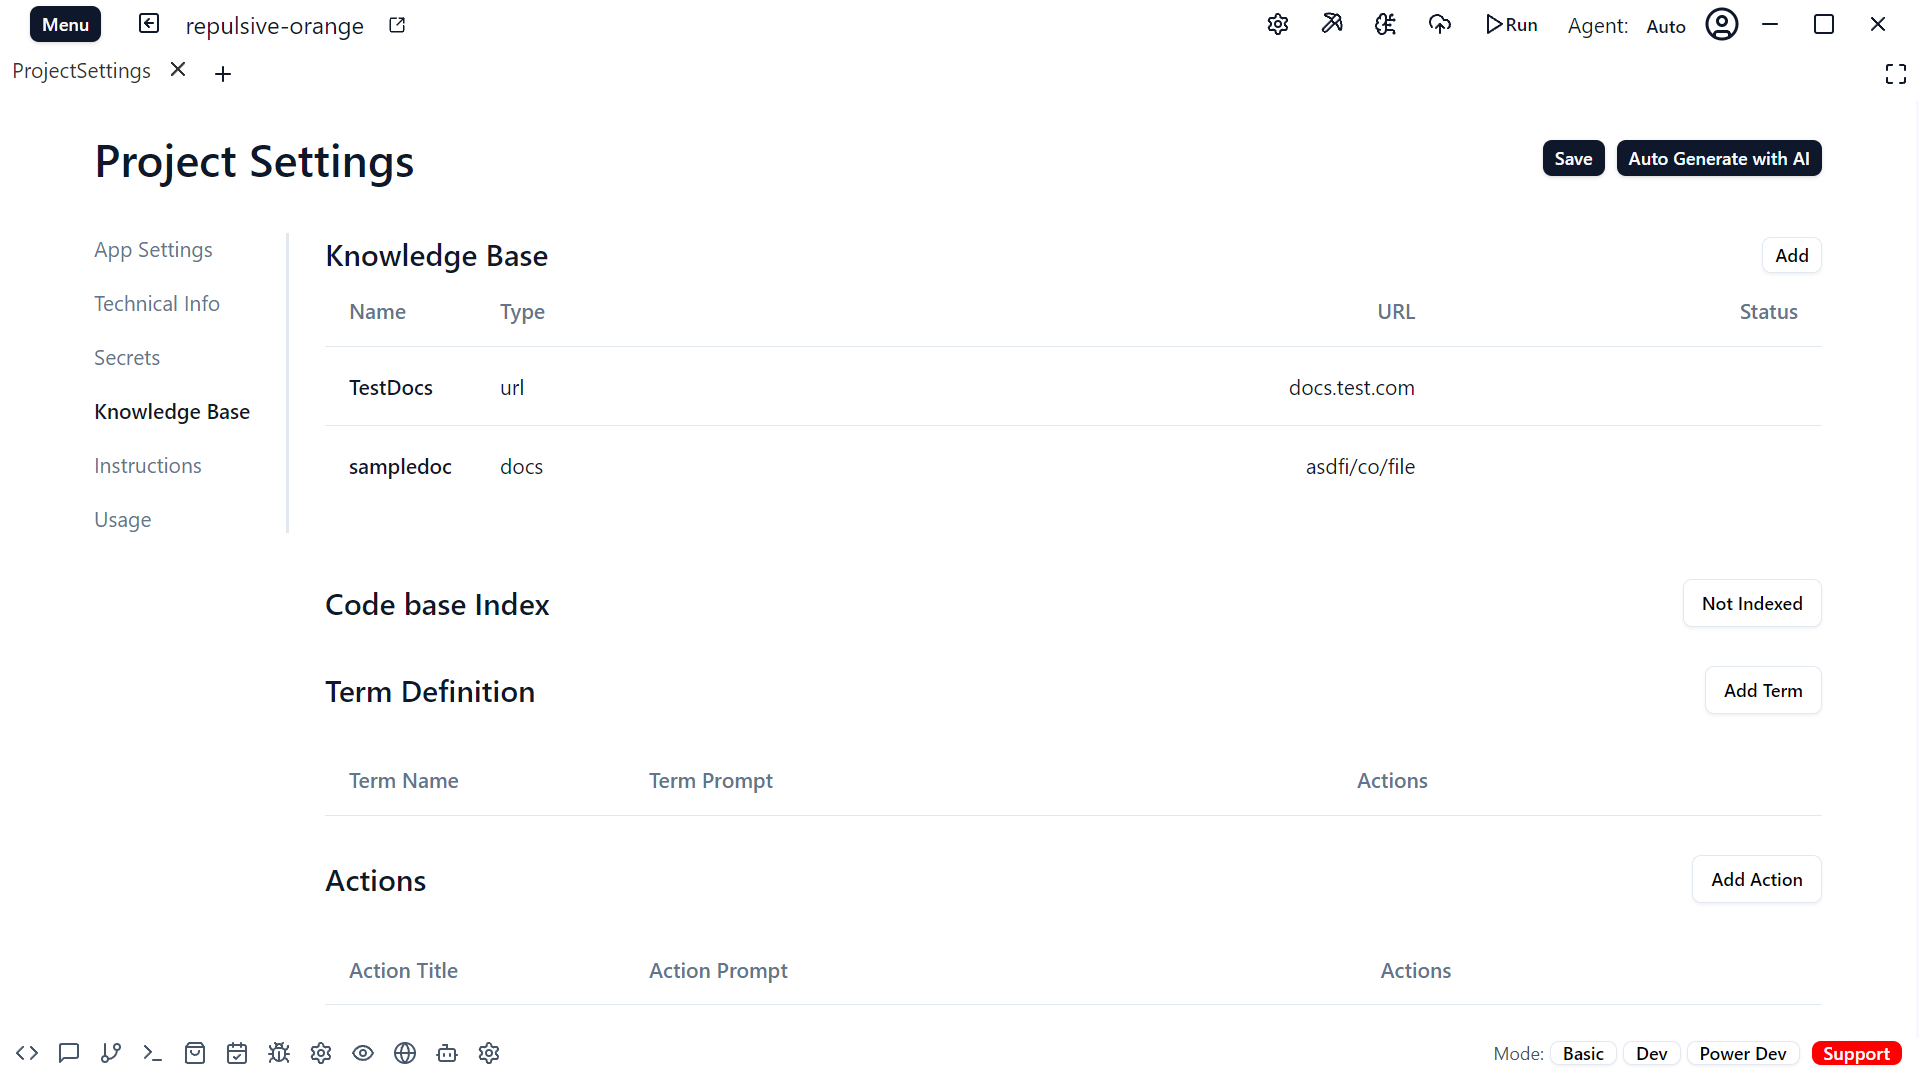 Menu repulsive-orange Run Agent: Auto
ProjectSettings
Project Settings Save Auto Generate with AI
App Settings
Technical Info
Secrets
Knowledge Base
Instructions
Usage
Knowledge Base Add
Name Type URL Status
TestDocs url docs.test.com
sampledoc docs asdfi/co/file
Code base Index Not Indexed
Term Definition Add Term
Term Name Term Prompt Actions
Actions Add Action
Action Title Action Prompt Actions
Mode: Basic Dev Power Dev Support